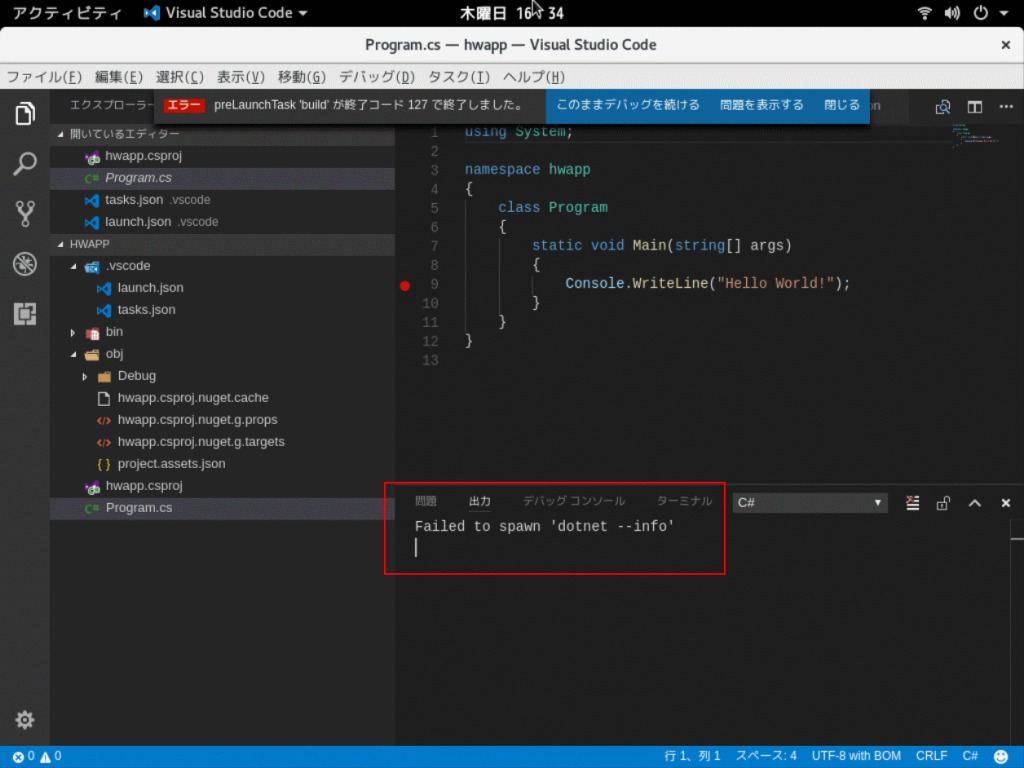 アクティビティ Visual Studio Code 木曜日 16 34
Program.cs — hwapp — Visual Studio Code
ファイル(F) 編集(E) 選択(C) 表示(V) 移動(G) デバッグ(D) タスク(T) ヘルプ(H)
エクスプローラー
エラー preLaunchTask 'build' が終了コード 127 で終了しました。 このままデバッグを続ける 問題を表示する 閉じる
開いているエディター
hwapp.csproj
Program.cs
tasks.json .vscode
launch.json .vscode
HWAPP
.vscode
launch.json
tasks.json
bin
obj
Debug
hwapp.csproj.nuget.cache
hwapp.csproj.nuget.g.props
hwapp.csproj.nuget.g.targets
project.assets.json
hwapp.csproj
Program.cs
1 using System;
2
3 namespace hwapp
4 {
5 class Program
6 {
7 static void Main(string[] args)
8 {
9 Console.WriteLine("Hello World!");
10 }
11 }
12 }
13
問題 出力 デバッグ コンソール ターミナル C#
Failed to spawn 'dotnet --info'
0 0 行 1、列 1 スペース: 4 UTF-8 with BOM CRLF C#